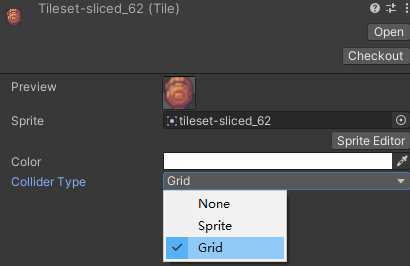 Tileset-sliced_62 (Tile)
Open
Checkout
Preview
Sprite
tileset-sliced_62
Sprite Editor
Color
Collider Type
Grid
None
Sprite
Grid